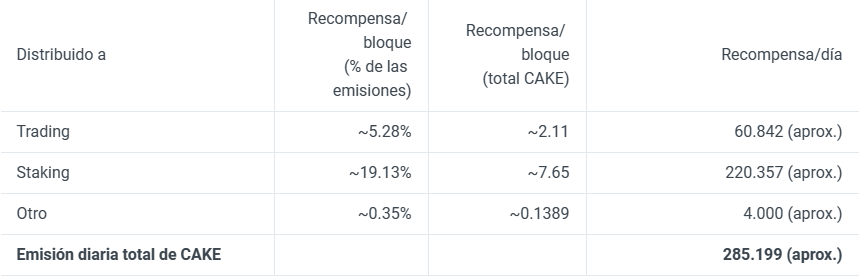 Distribuido a
Recompensa/
bloque
(% de las
emisiones)
Recompensa/
bloque
(total CAKE)
Recompensa/día
Trading
~5.28%
~2.11
60.842 (aprox.)
Staking
~19.13%
~7.65
220.357 (aprox.)
Otro
~0.35%
~0.1389
4.000 (aprox.)
Emisión diaria total de CAKE
285.199 (aprox.)